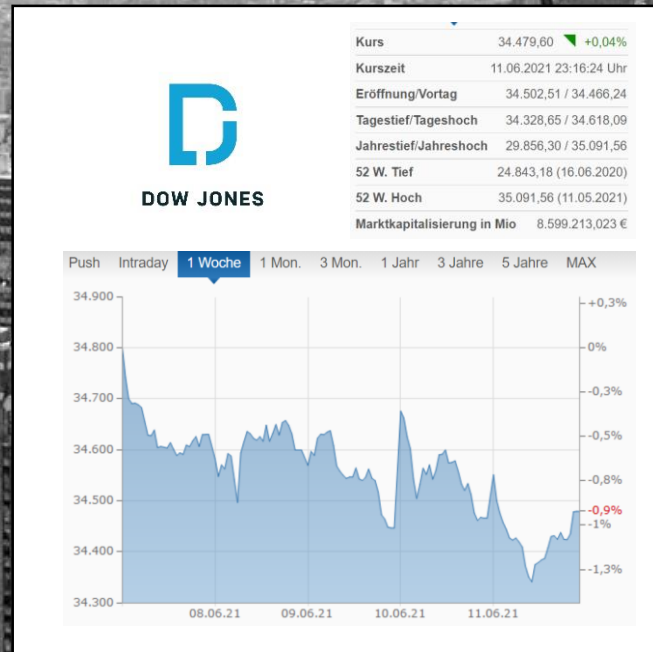 Kurs 34.479,60 +0,04%
Kurszeit 11.06.2021 23:16:24 Uhr
Eröffnung/Vortag 34.502,51 / 34.466,24
Tagestief/Tageshoch 34.328,65 / 34.618,09
Jahrestief/Jahreshoch 29.856,30 / 35.091,56
52 W. Tief 24.843,18 (16.06.2020)
52 W. Hoch 35.091,56 (11.05.2021)
Marktkapitalisierung in Mio 8.599.213,023 €
DOW JONES
Push Intraday 1 Woche 1 Mon. 3 Mon. 1 Jahr 3 Jahre 5 Jahre MAX
34.900 +0,3%
34.800 0%
34.700 -0,3%
34.600 -0,5%
34.500 -0,8%
-0,9%
-1%
34.400 -1,3%
34.300
08.06.21 09.06.21 10.06.21 11.06.21